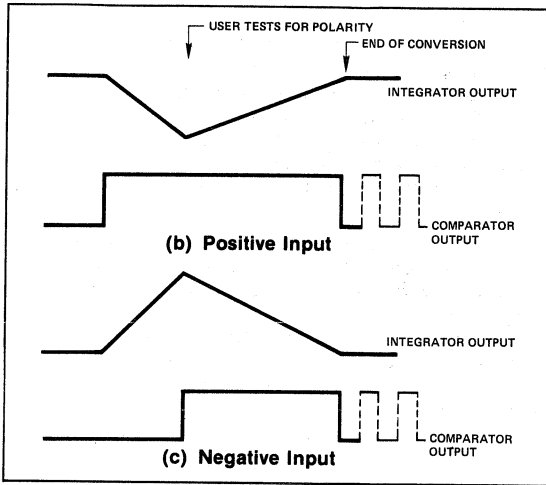 USER TESTS FOR POLARITY
END OF CONVERSION
INTEGRATOR OUTPUT
COMPARATOR
OUTPUT
(b) Positive Input
INTEGRATOR OUTPUT
COMPARATOR
OUTPUT
(c) Negative Input